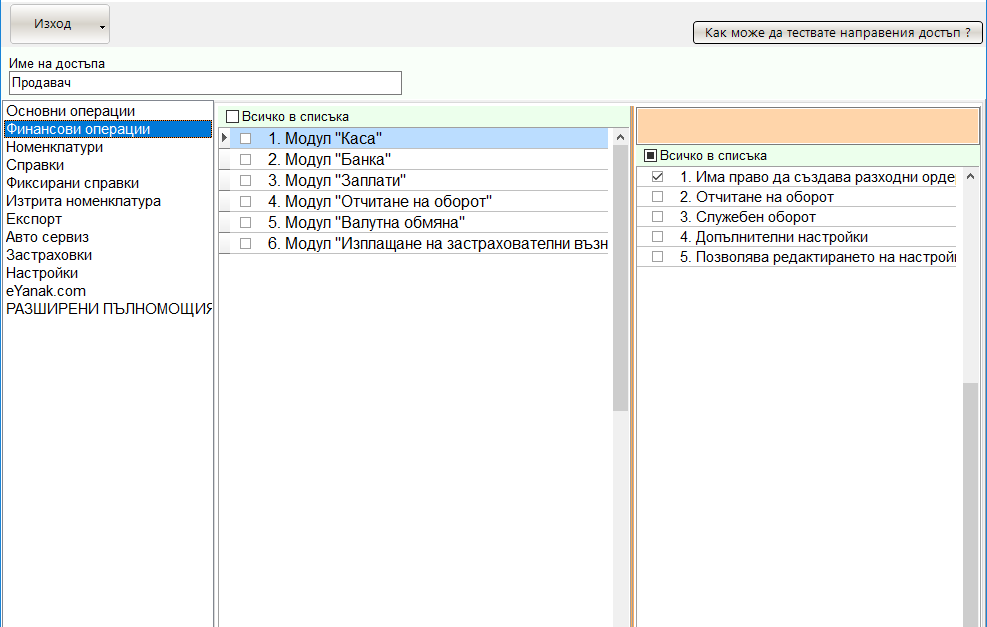 Изход
Как може да тествате направения достъп ?
Име на достъпа
Продавач
Основни операции
Финансови операции
Номенклатури
Справки
Фиксирани справки
Изтрита номенклатура
Експорт
Авто сервиз
Застраховки
Настройки
eYanak.com
РАЗШИРЕНИ ПЪЛНОМОЩИЯ
Всичко в списъка
1. Модул "Каса"
2. Модул "Банка"
3. Модул "Заплати"
4. Модул "Отчитане на оборот"
5. Модул "Валутна обмяна"
6. Модул "Изплащане на застрахователни възн
Всичко в списъка
1. Има право да създава разходни орде
2. Отчитане на оборот
3. Служебен оборот
4. Допълнителни настройки
5. Позволява редактирането на настрой